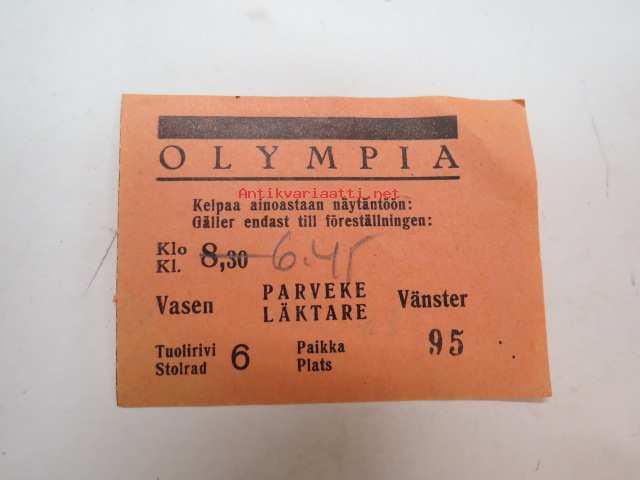 OLYMPIA
Antikvariaatti.net
Kelpaa ainoastaan näytäntöön:
Gäller endast till föreställningen:
Klo
Kl. 8,30 6.45
Vasen PARVEKE Vänster
LÄKTARE
Tuolirivi 6 Paikka 95
Stolrad Plats